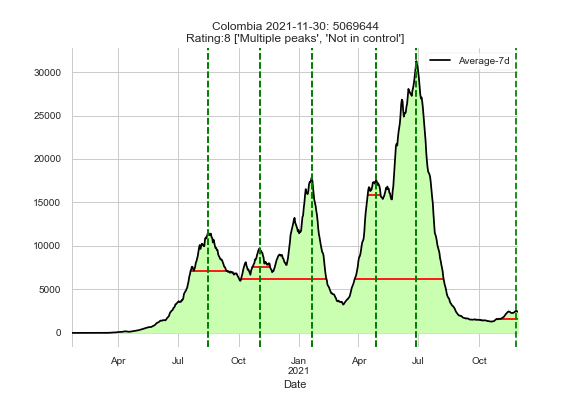 Colombia 2021-11-30: 5069644
Rating:8 ['Multiple peaks', 'Not in control']
Average-7d
30000
25000
20000
15000
10000
5000
0
Apr Jul Oct Jan Apr Jul Oct
2021
Date